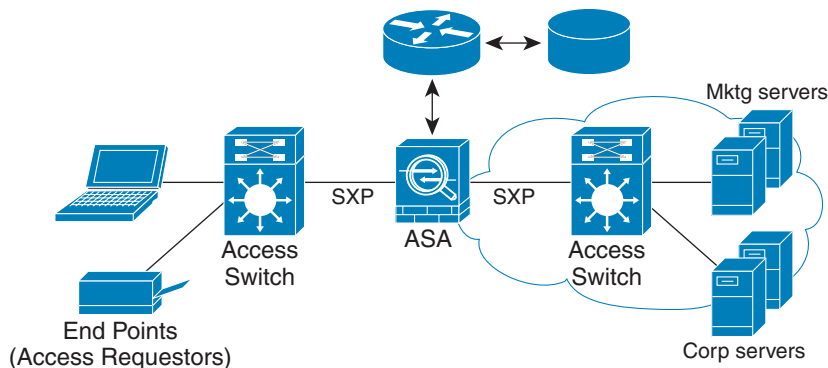 Mktg servers
SXP
SXP
ASA
Access
Switch
Access
Switch
End Points
(Access Requestors)
Corp servers